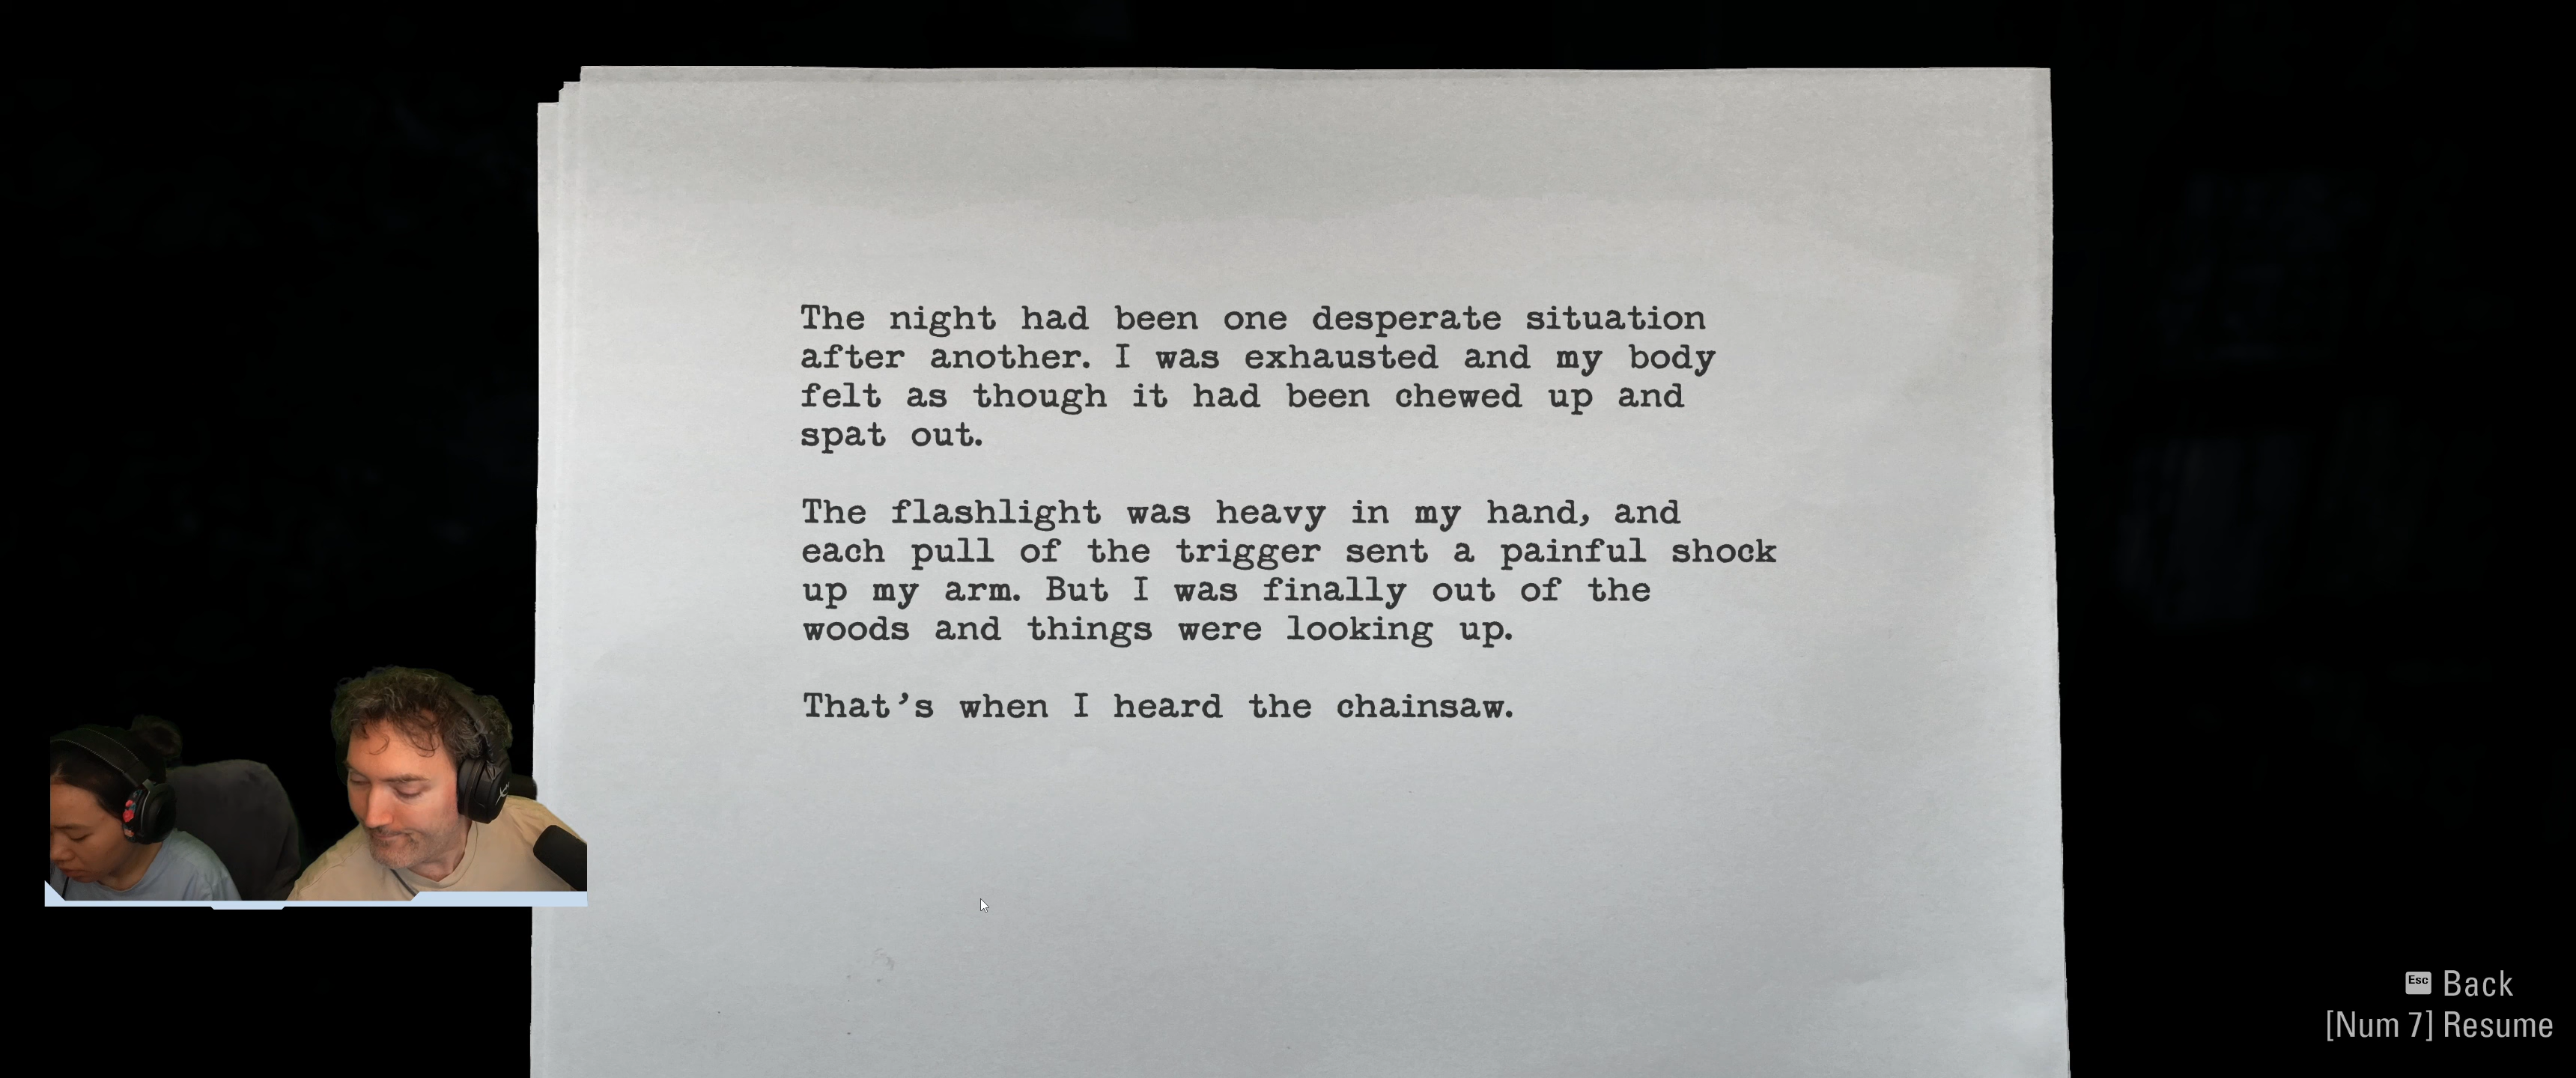 The night had been one desperate situation
after another. I was exhausted and my body
felt as though it had been chewed up and
spat out.
The flashlight was heavy in my hand, and
each pull of the trigger sent a painful shock
up my arm. But I was finally out of the
woods and things were looking up.
That's when I heard the chainsaw.
Esc Back
[Num 7] Resume